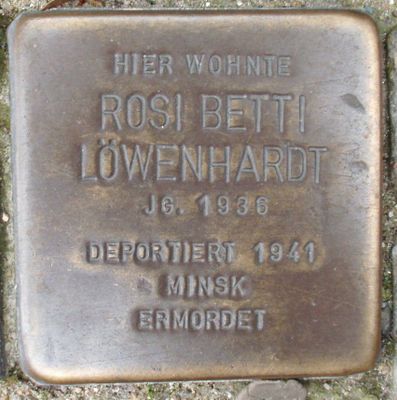 HIER WOHNTE
ROSI BETTI
LÖWENHARDT
JG. 1936
DEPORTIERT 1941
MINSK
ERMORDET